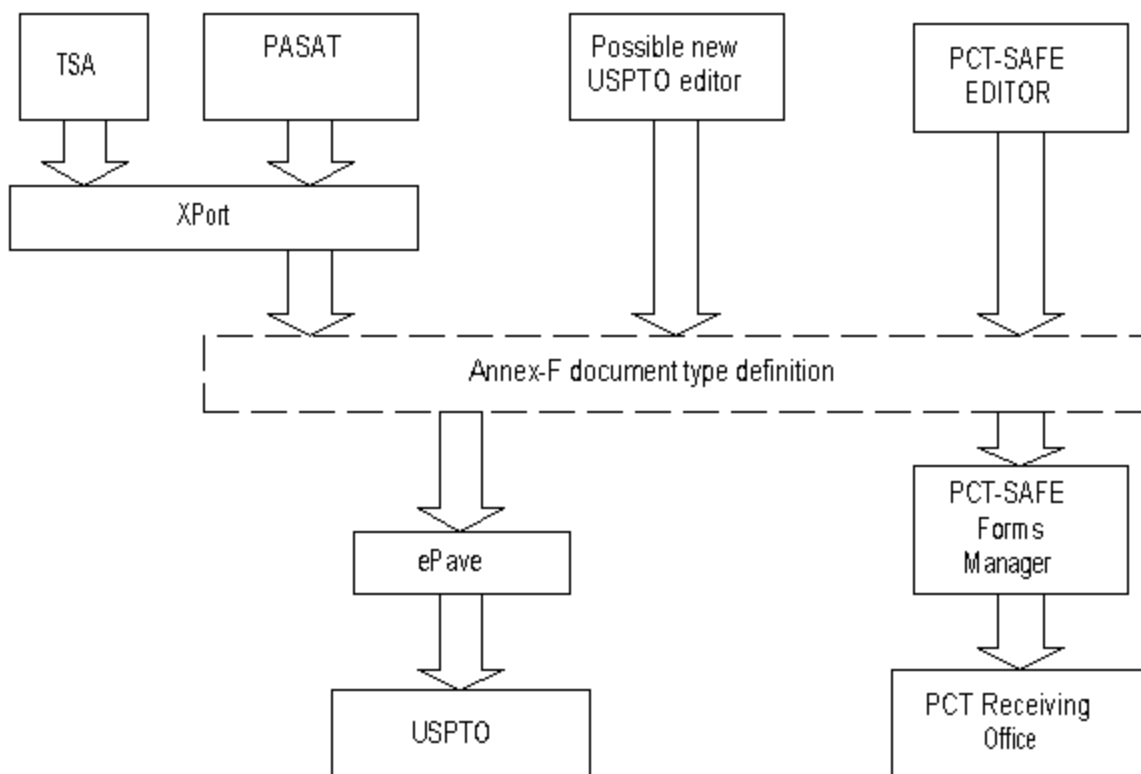 TSA
PASAT
Possible new
USPTO editor
PCT-SAFE
EDITOR
XPort
Annex-F document type definition
ePave
PCT-SAFE
Forms
Manager
USPTO
PCT Receiving
Office